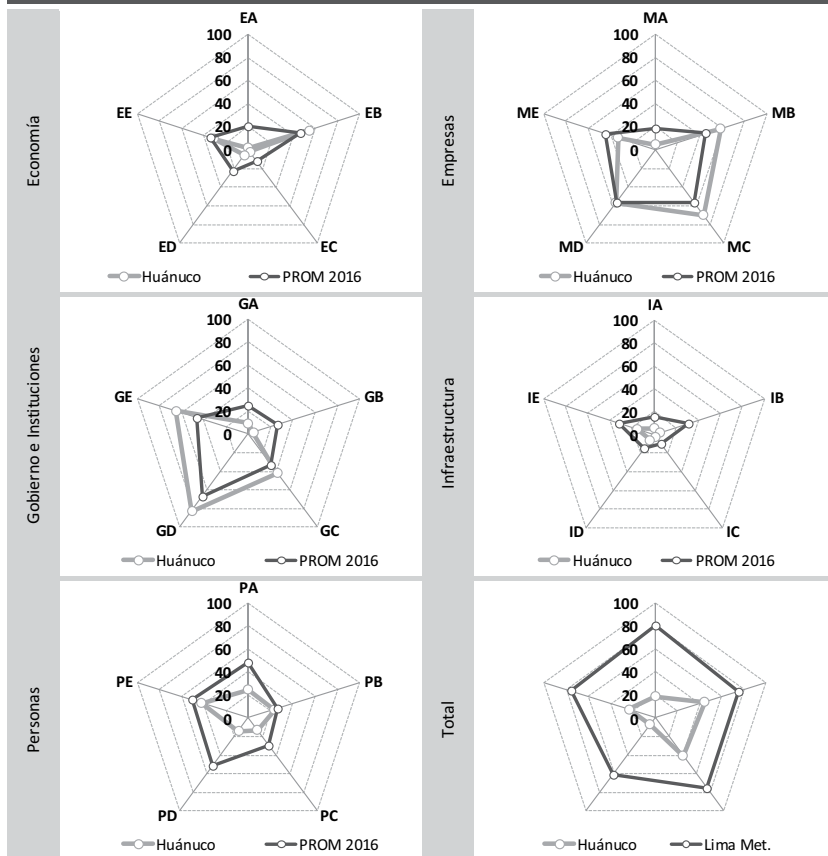 Economía
EA
100
80
60
40
20
0
EB
EC
ED
EE
Huánuco
PROM 2016
Empresas
MA
100
80
60
40
20
0
MB
MC
MD
ME
Huánuco
PROM 2016
Gobierno e Instituciones
GA
100
80
60
40
20
0
GB
GC
GD
GE
Huánuco
PROM 2016
Infraestructura
IA
100
80
60
40
20
0
IB
IC
ID
IE
Huánuco
PROM 2016
Personas
PA
100
80
60
40
20
0
PB
PC
PD
PE
Huánuco
PROM 2016
Total
100
80
60
40
20
0
Huánuco
Lima Met.